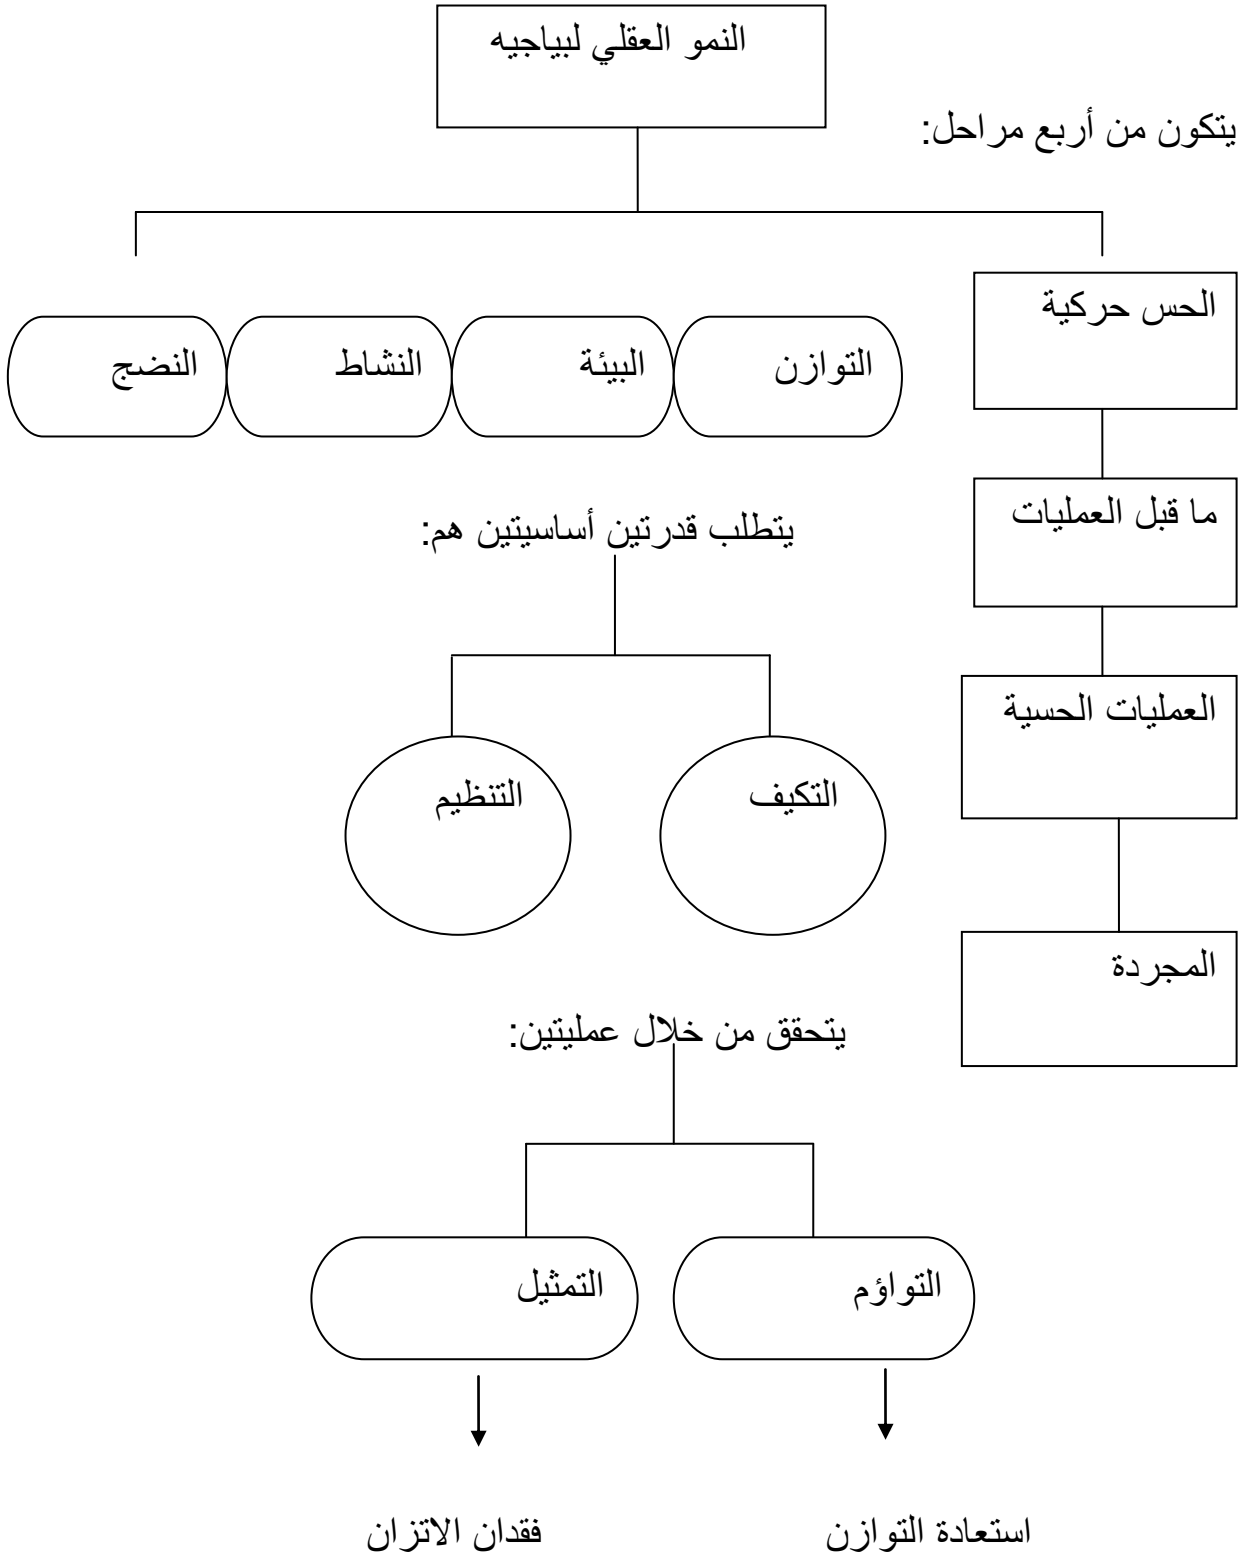 النمو العقلي لبياجيه
يتكون من أربع مراحل:
الحس حركية
التوازن
البيئة
النشاط
النضج
ما قبل العمليات
يتطلب قدرتين أساسيتين هم:
العمليات الحسية
التكيف
التنظيم
المجردة
يتحقق من خلال عمليتين:
التواؤم
التمثيل
استعادة التوازن
فقدان الاتزان